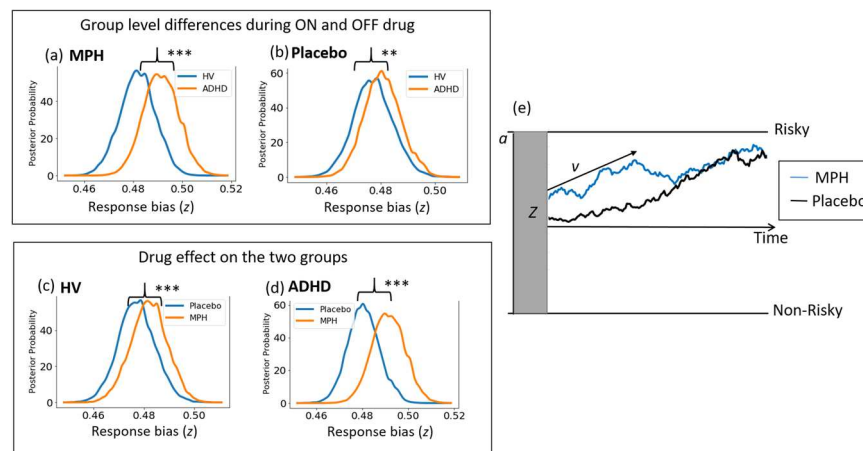 Group level differences during ON and OFF drug
(a) MPH
***
HV
ADHD
Posterior Probability
40
20
0
0.46
0.48
0.50
0.52
Response bias (z)
(b) Placebo
**
HV
ADHD
Posterior Probability
60
40
20
0
0.46
0.48
0.50
Response bias (z)
Drug effect on the two groups
(c) HV
***
Placebo
MPH
Posterior Probability
40
20
0
0.46
0.48
0.50
Response bias (z)
(d) ADHD
***
Placebo
MPH
Posterior Probability
60
40
20
0
0.46
0.48
0.50
0.52
Response bias (z)
(e)
Risky
a
v
MPH
Placebo
Z
Time
Non-Risky